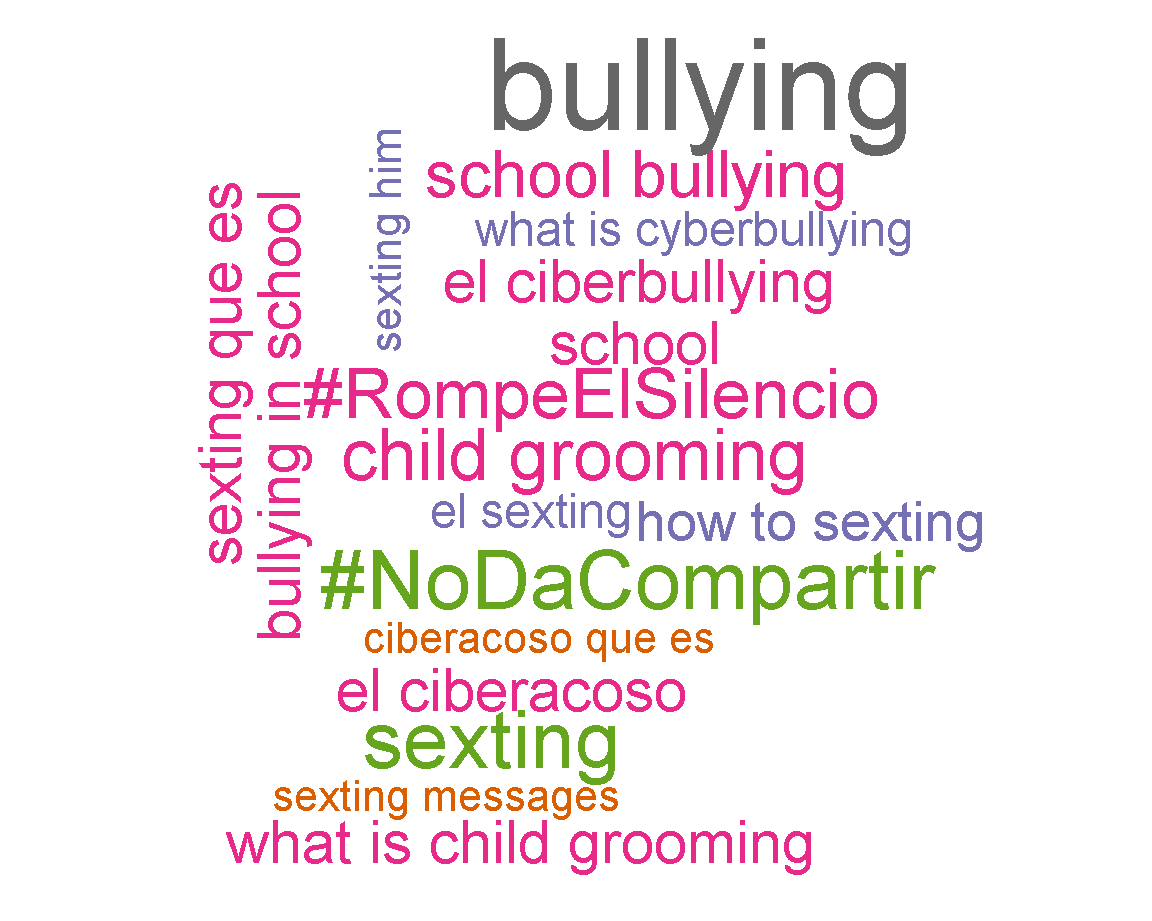 bullying
school bullying
sexting him
what is cyberbullying
sexting que es
bullying in school
el ciberbullying
school
#RompeElSilencio
child grooming
el sexting
how to sexting
#NoDaCompartir
ciberacoso que es
el ciberacoso
sexting
sexting messages
what is child grooming